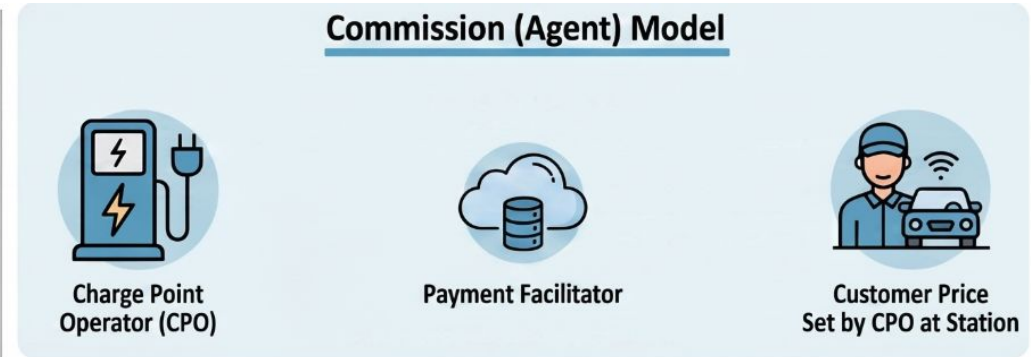 Commission (Agent) Model
Charge Point
Operator (CPO)
Payment Facilitator
Customer Price
Set by CPO at Station